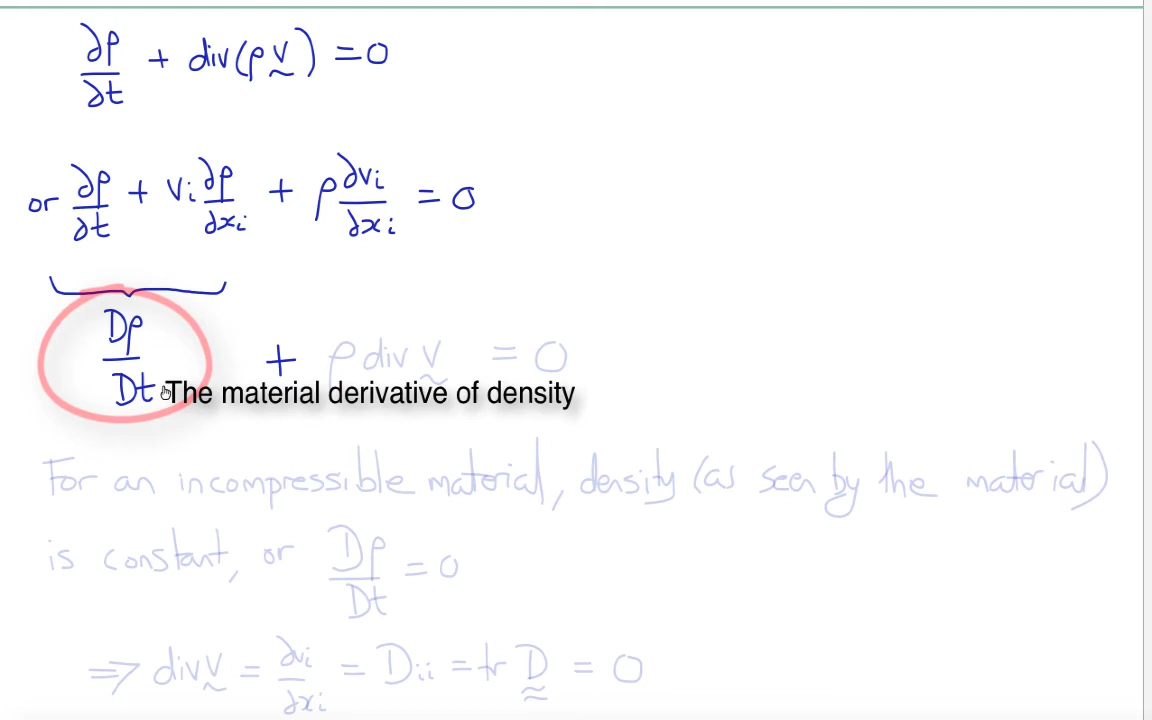 ∂ρ/∂t + div(ρ v) = 0
or ∂ρ/∂t + vᵢ ∂ρ/∂xᵢ + ρ ∂vᵢ/∂xᵢ = 0
Dρ/Dt + ρ div v = 0
The material derivative of density
For an incompressible material, density (as seen by the material)
is constant, or Dρ/Dt = 0
⇒ div v = ∂vᵢ/∂xᵢ = Dᵢᵢ = tr D = 0